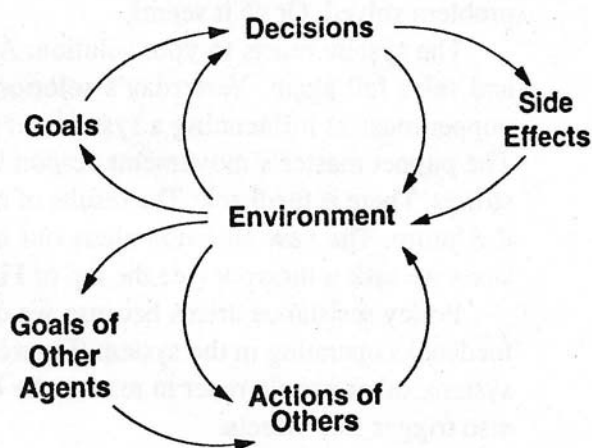 Decisions
Side
Effects
Goals
Environment
Goals of
Other
Agents
Actions of
Others